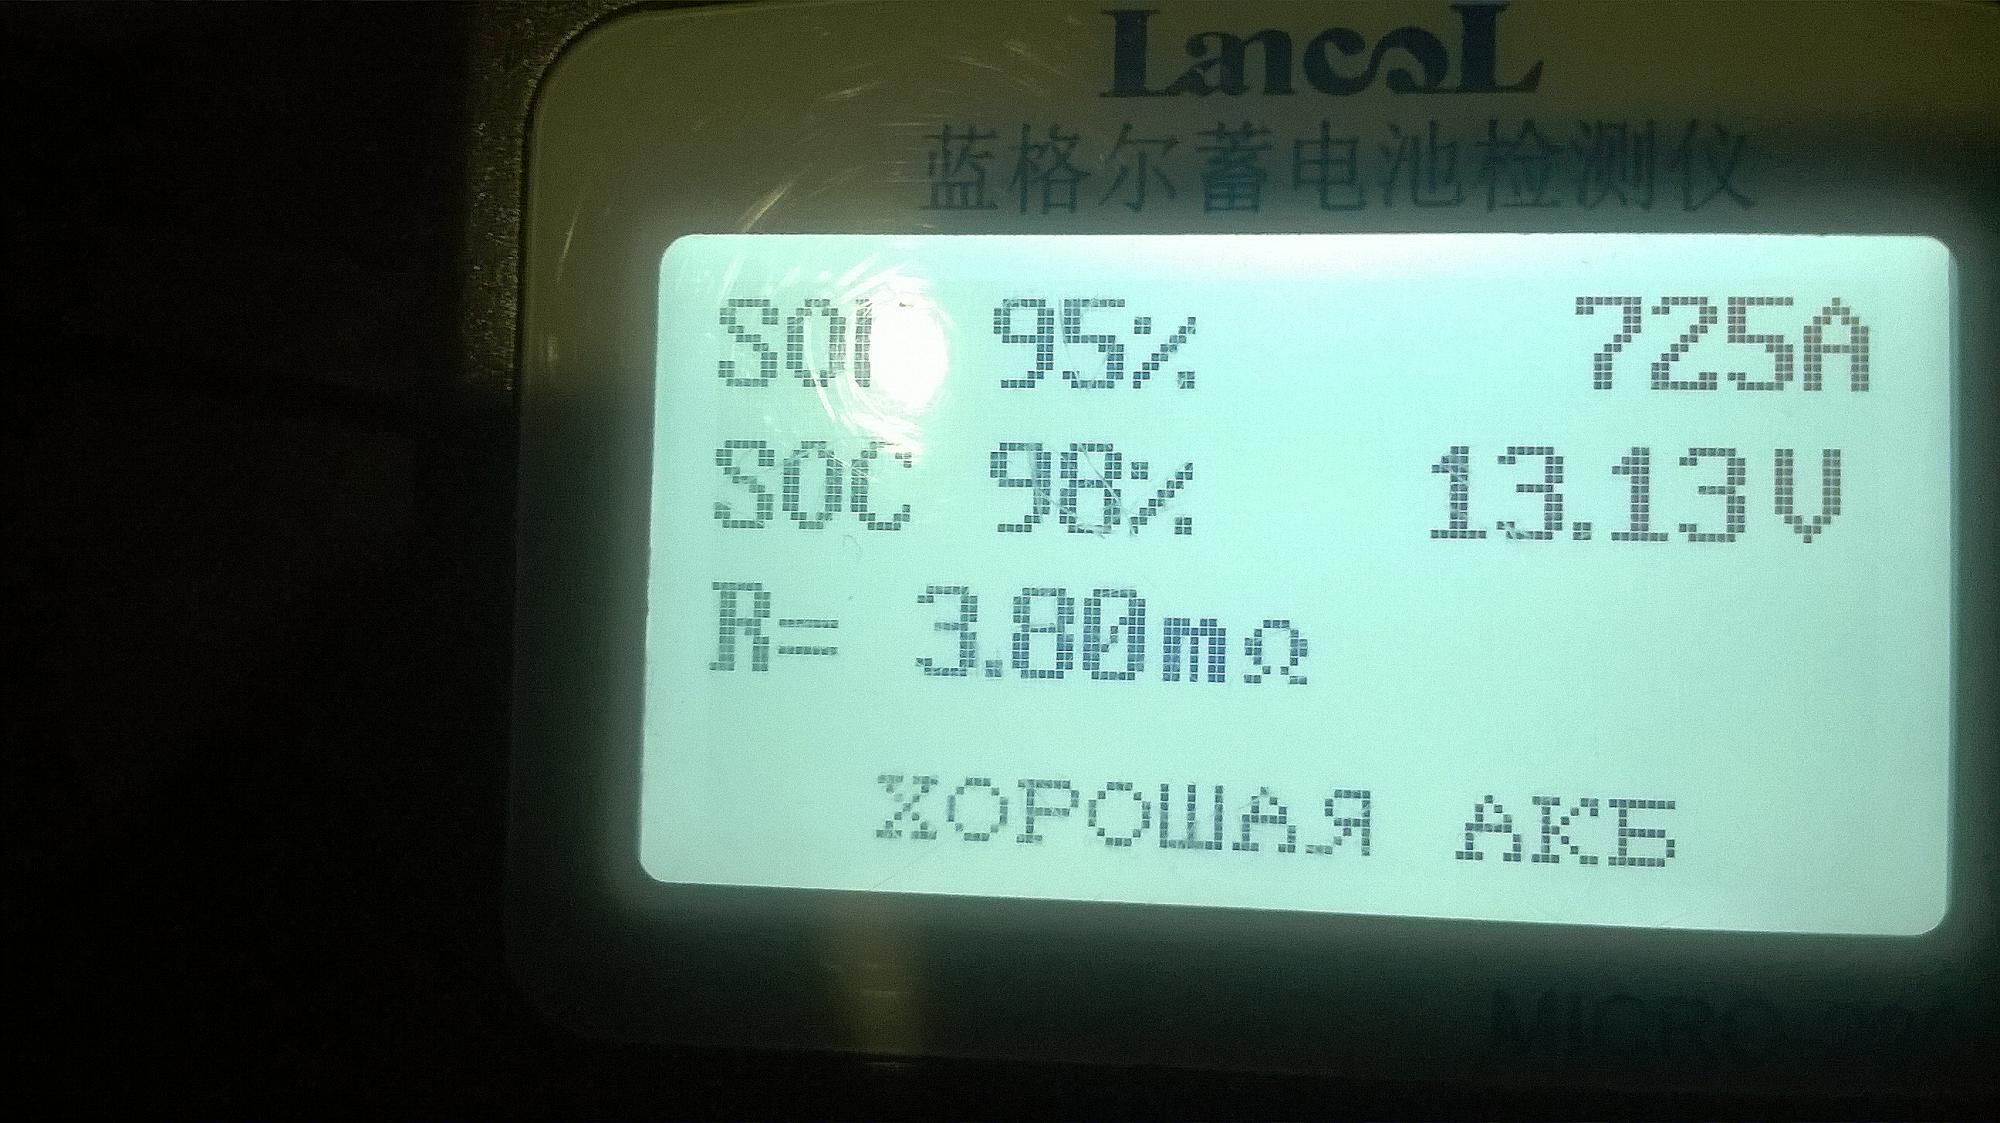 Lancol
蓝格尔蓄电池检测仪
95% 725A
SOC 98% 13.13V
R= 3.80mΩ
ХОРОШАЯ АКБ